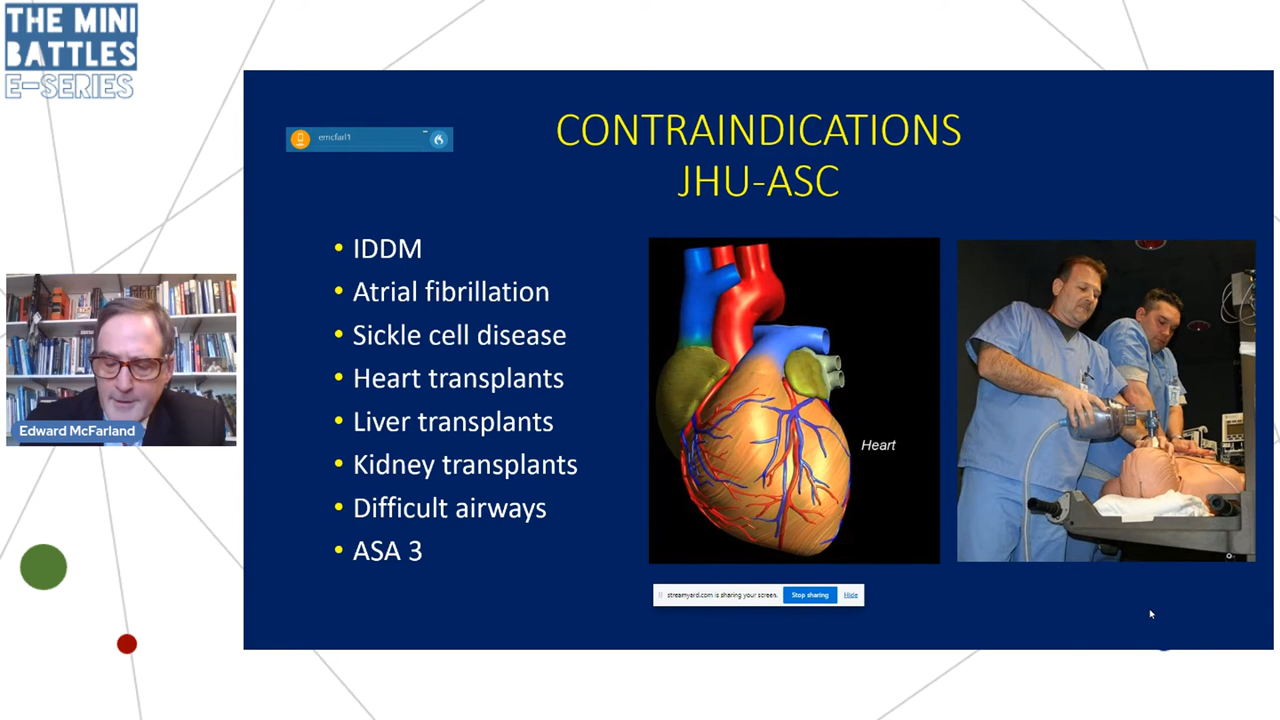 THE MINI
BATTLES
E-SERIES
emcfarl1
CONTRAINDICATIONS
JHU-ASC
• IDDM
• Atrial fibrillation
• Sickle cell disease
• Heart transplants
• Liver transplants
• Kidney transplants
• Difficult airways
• ASA 3
Heart
Edward McFarland
streamyard.com is sharing your screen.
Stop sharing
Hide